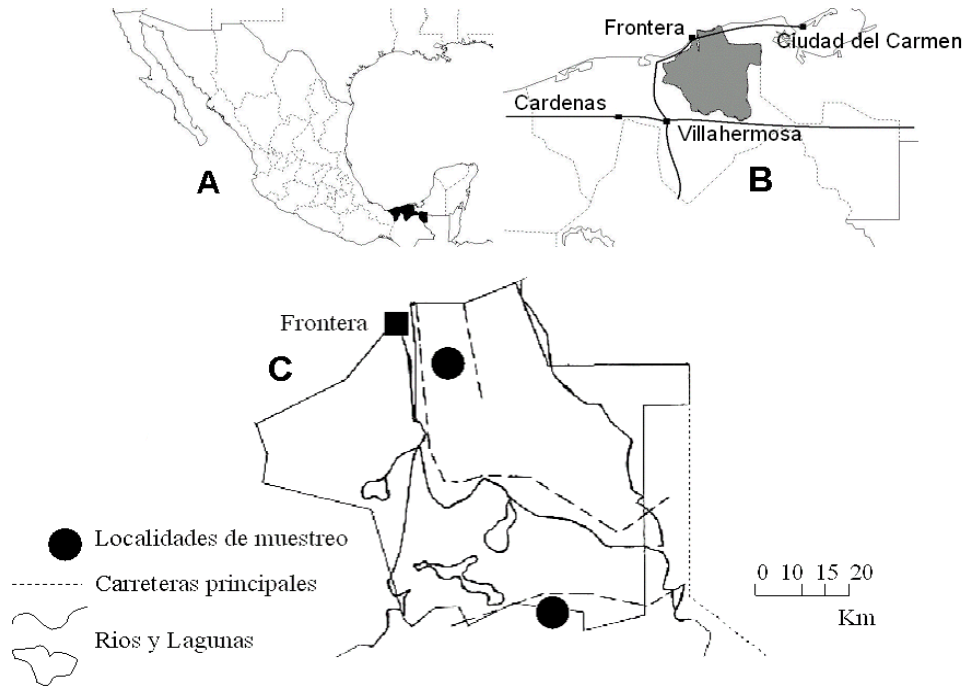 A
Frontera
Ciudad del Carmen
Cardenas
Villahermosa
B
Frontera
C
Localidades de muestreo
Carreteras principales
Rios y Lagunas
0 10 15 20
Km